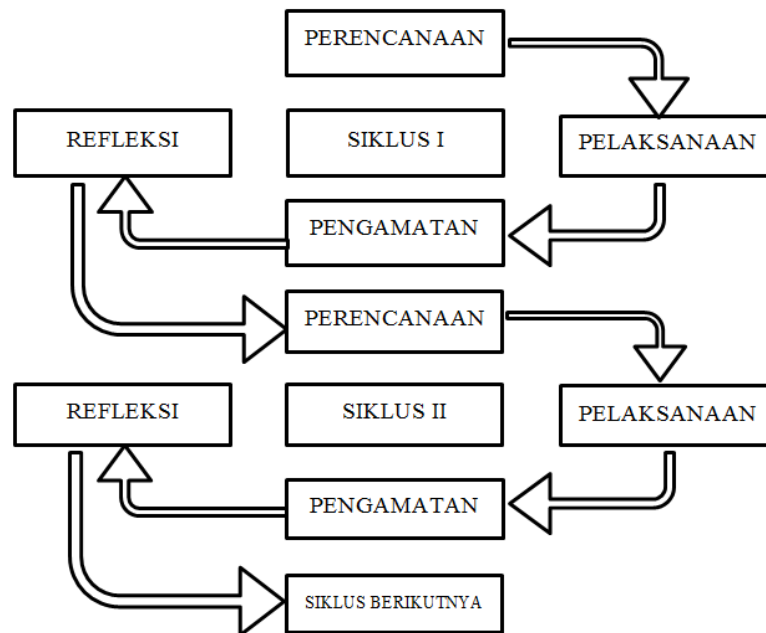 PERENCANAAN
REFLEKSI
SIKLUS I
PELAKSANAAN
PENGAMATAN
PERENCANAAN
REFLEKSI
SIKLUS II
PELAKSANAAN
PENGAMATAN
SIKLUS BERIKUTNYA